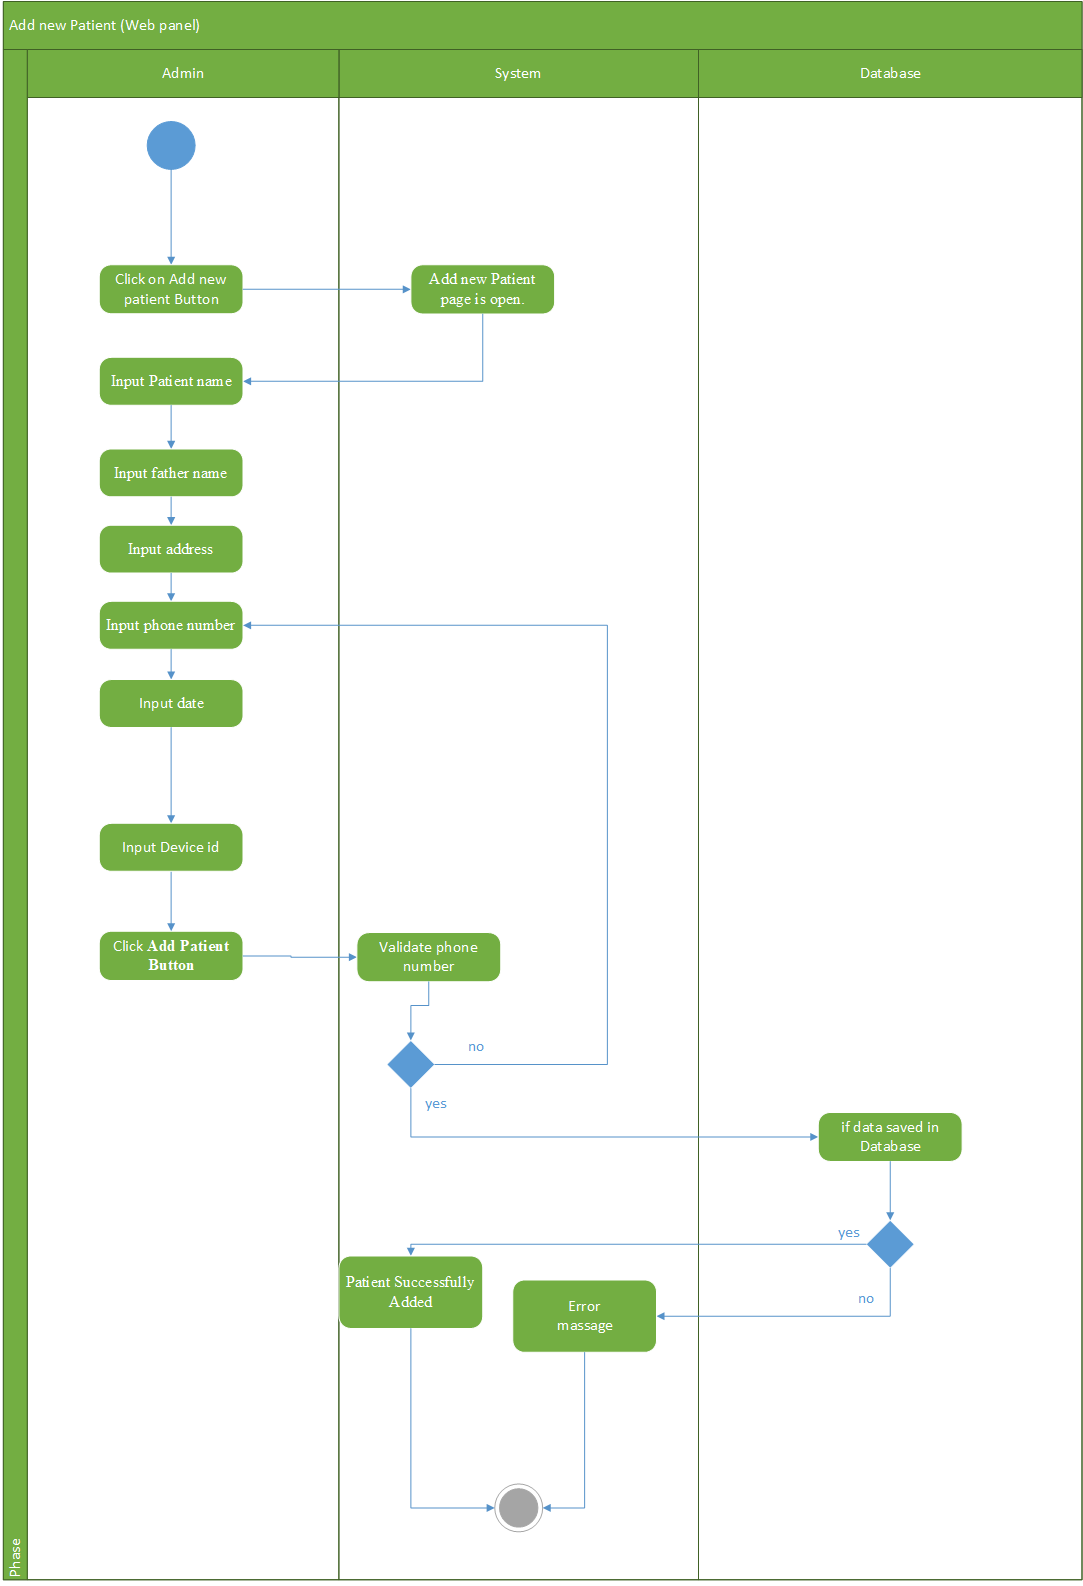 Add new Patient (Web panel)
Admin
System
Database
Click on Add new
patient Button
Add new Patient
page is open.
Input Patient name
Input father name
Input address
Input phone number
Input date
Input Device id
Click Add Patient
Button
Validate phone
number
no
yes
if data saved in
Database
yes
no
Patient Successfully
Added
Error
massage
Phase